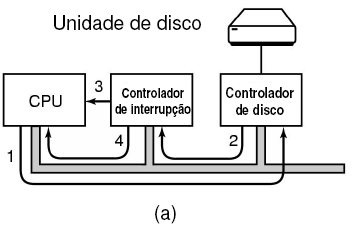 Unidade de disco
CPU
3
Controlador
de interrupção
Controlador
de disco
1
4
2
(a)